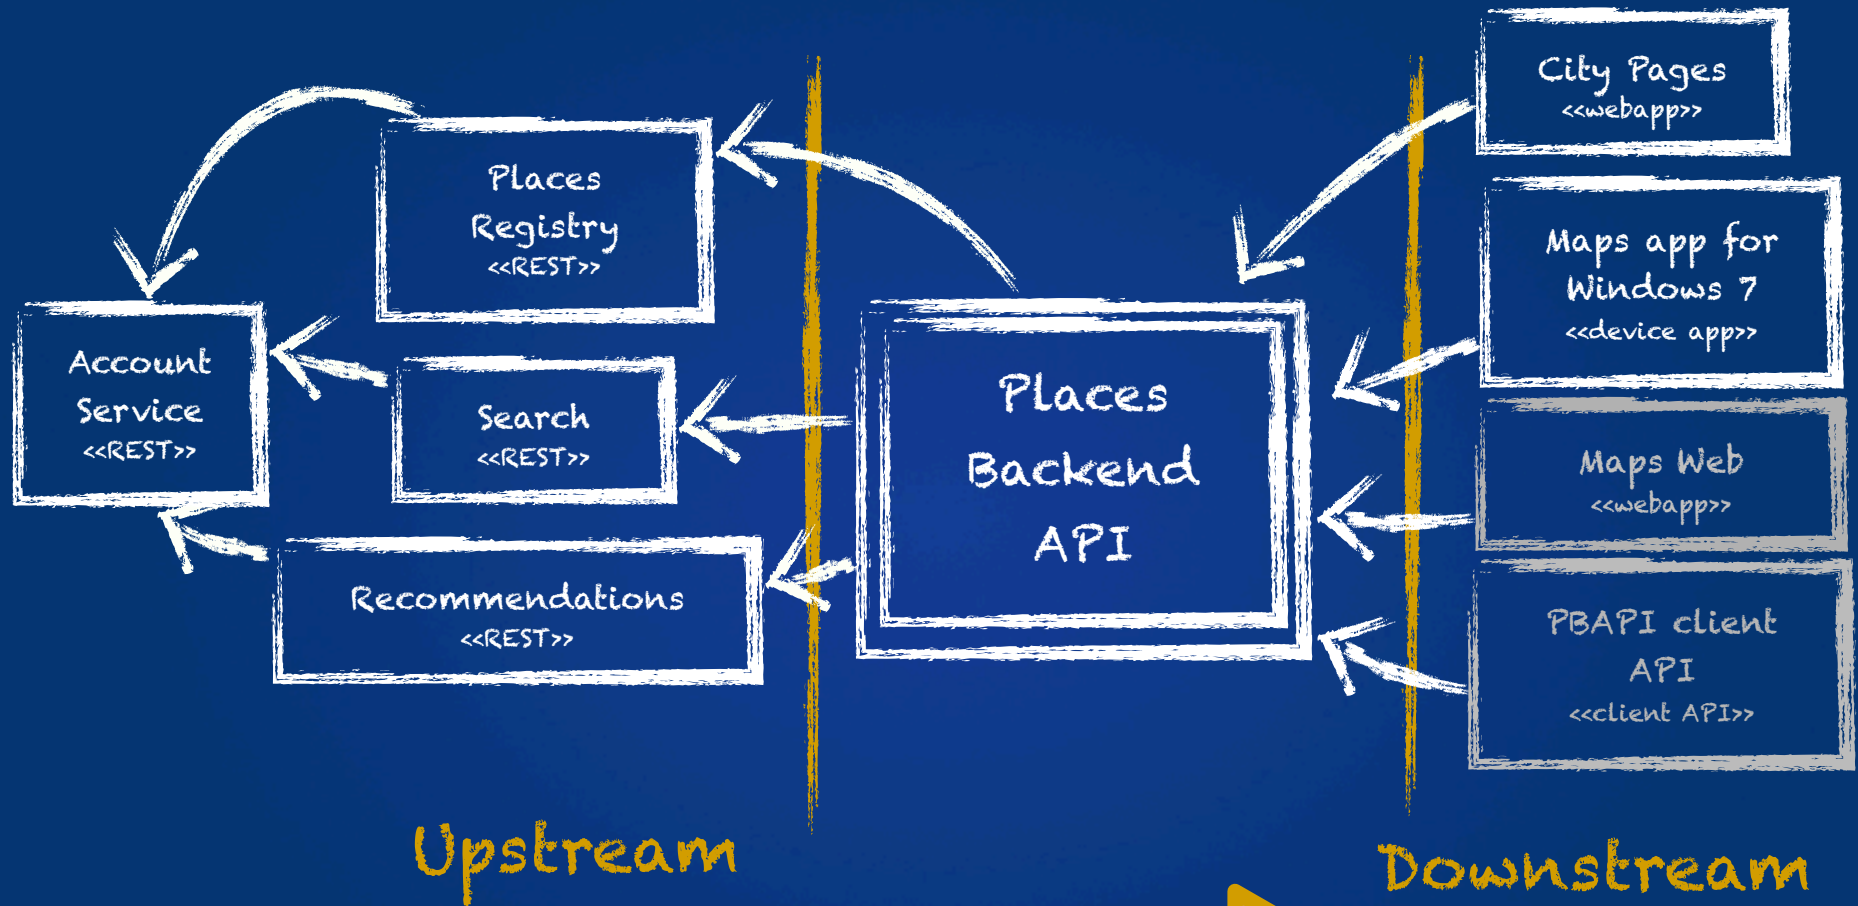 City Pages
<<webapp>>
Places
Registry
<<REST>>
Maps app for
Windows 7
<<device app>>
Account
Service
<<REST>>
Search
<<REST>>
Places
Backend
API
Maps Web
<<webapp>>
Recommendations
<<REST>>
PBAPI client
API
<<client API>>
Upstream
Downstream